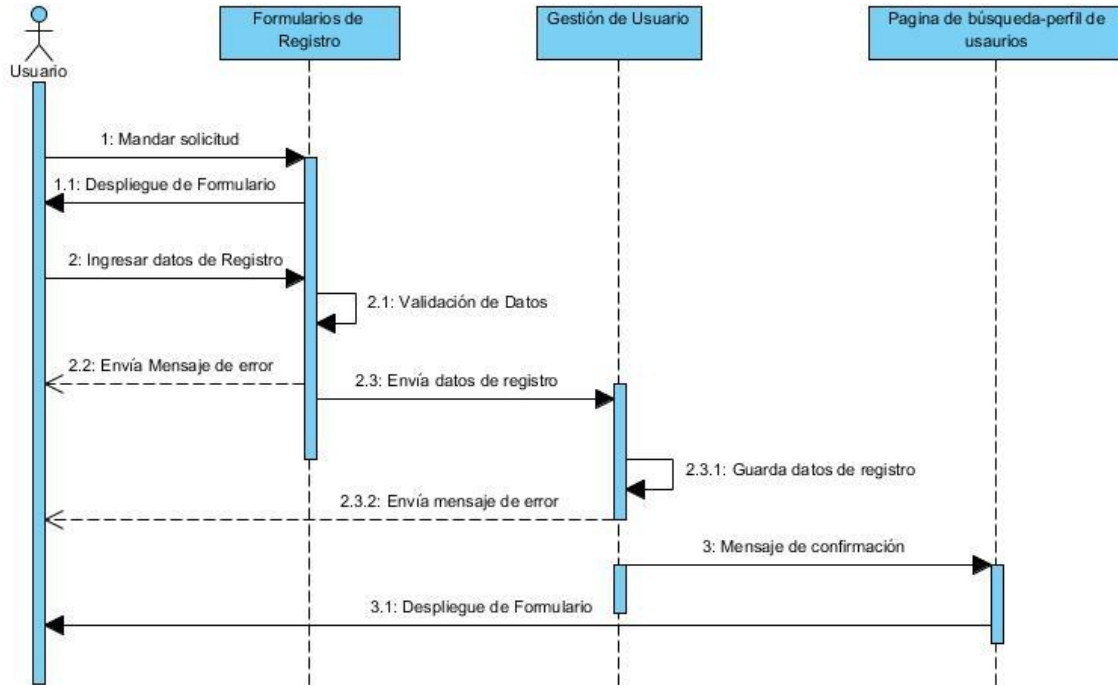 Formularios de
Registro
Gestión de Usuario
Pagina de búsqueda-perfil de
usaurios
Usuario
1: Mandar solicitud
1.1: Despliegue de Formulario
2: Ingresar datos de Registro
2.1: Validación de Datos
2.2: Envía Mensaje de error
2.3: Envía datos de registro
2.3.1: Guarda datos de registro
2.3.2: Envía mensaje de error
3: Mensaje de confirmación
3.1: Despliegue de Formulario